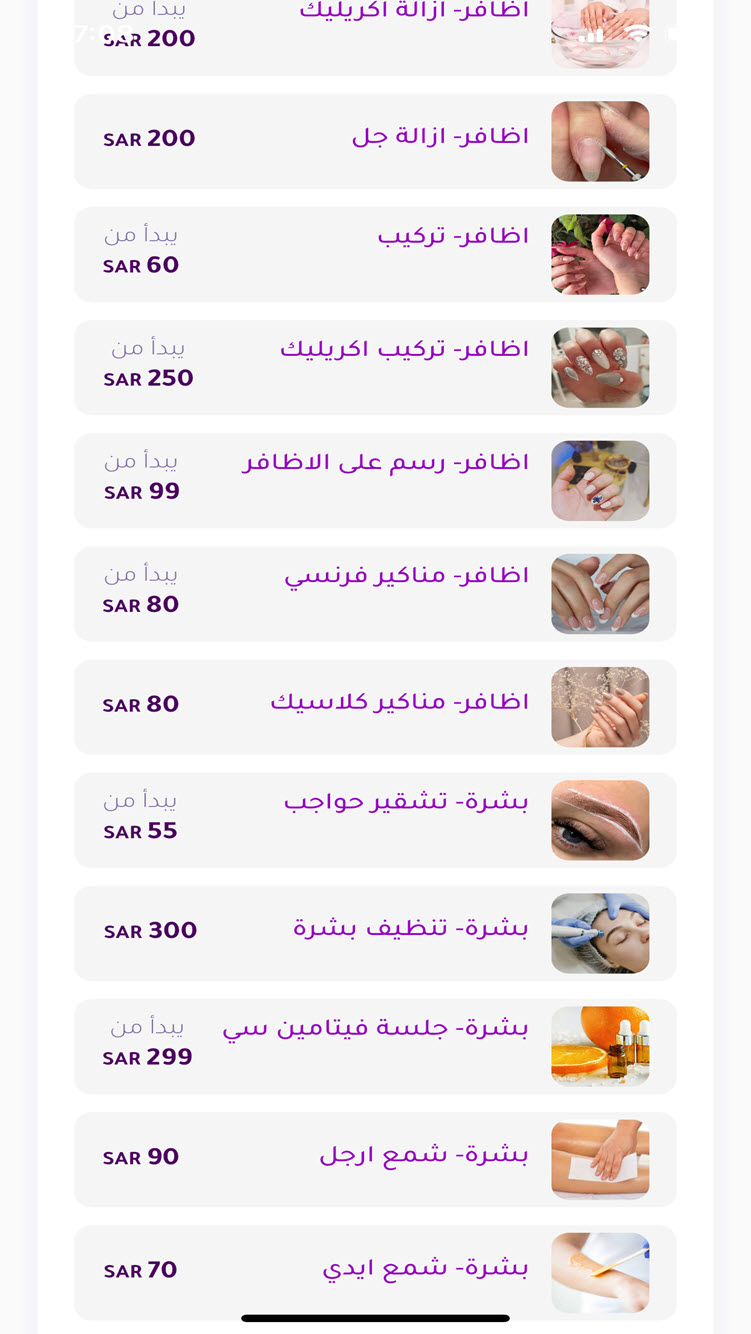 اظافر- ازالة اكريليك
يبدأ من
SAR 200
اظافر- ازالة جل
SAR 200
اظافر- تركيب
يبدأ من
SAR 60
اظافر- تركيب اكريليك
يبدأ من
SAR 250
اظافر- رسم على الاظافر
يبدأ من
SAR 99
اظافر- مناكير فرنسي
يبدأ من
SAR 80
اظافر- مناكير كلاسيك
SAR 80
بشرة- تشقير حواجب
يبدأ من
SAR 55
بشرة- تنظيف بشرة
SAR 300
بشرة- جلسة فيتامين سي
يبدأ من
SAR 299
بشرة- شمع ارجل
SAR 90
بشرة- شمع ايدي
SAR 70